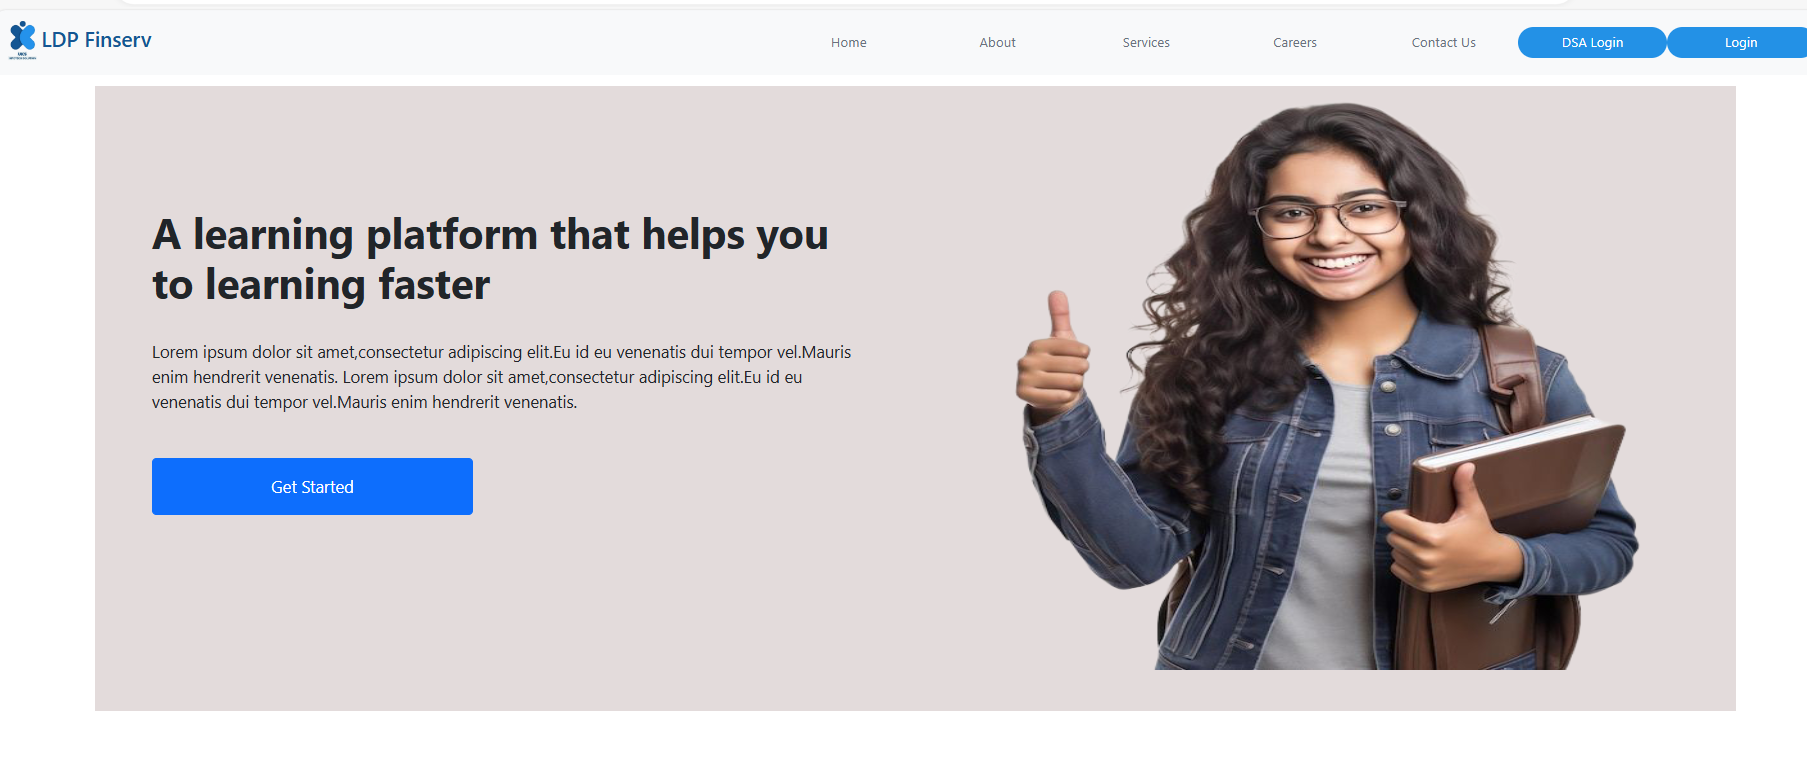 LDP Finserv
Home
About
Services
Careers
Contact Us
DSA Login
Login
A learning platform that helps you
to learning faster
Lorem ipsum dolor sit amet,consectetur adipiscing elit.Eu id eu venenatis dui tempor vel.Mauris
enim hendrerit venenatis. Lorem ipsum dolor sit amet,consectetur adipiscing elit.Eu id eu
venenatis dui tempor vel.Mauris enim hendrerit venenatis.
Get Started